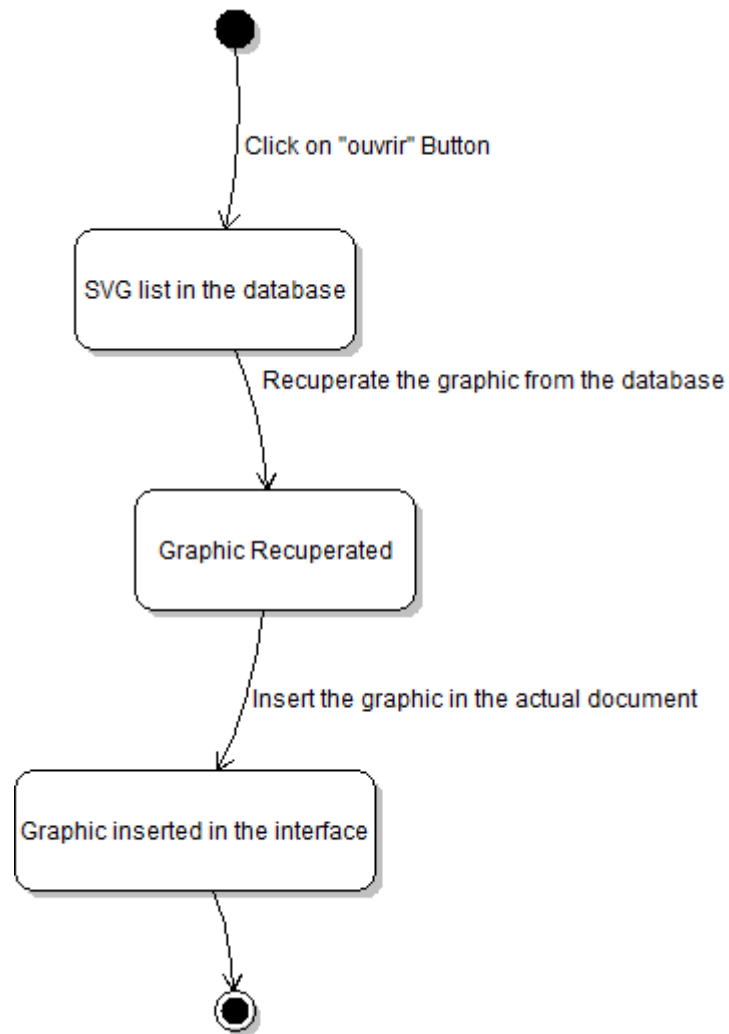 Click on "ouvrir" Button
SVG list in the database
Recuperate the graphic from the database
Graphic Recuperated
Insert the graphic in the actual document
Graphic inserted in the interface